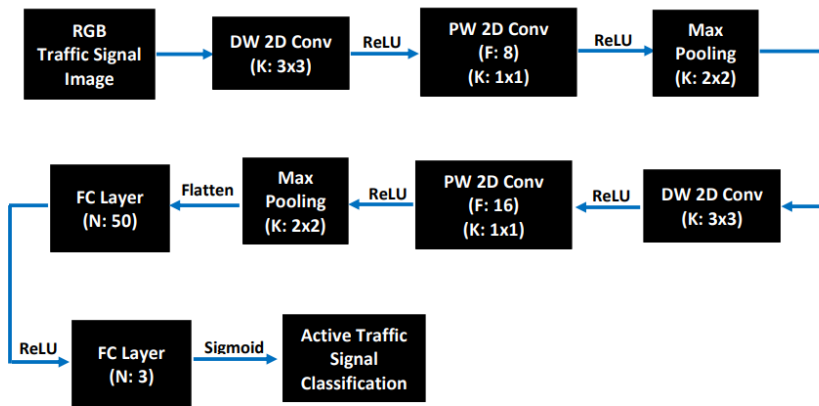 RGB
Traffic Signal
Image
DW 2D Conv
(K: 3x3)
ReLU
PW 2D Conv
(F: 8)
(K: 1x1)
ReLU
Max
Pooling
(K: 2x2)
DW 2D Conv
(K: 3x3)
ReLU
PW 2D Conv
(F: 16)
(K: 1x1)
ReLU
Max
Pooling
(K: 2x2)
Flatten
FC Layer
(N: 50)
ReLU
FC Layer
(N: 3)
Sigmoid
Active Traffic
Signal
Classification